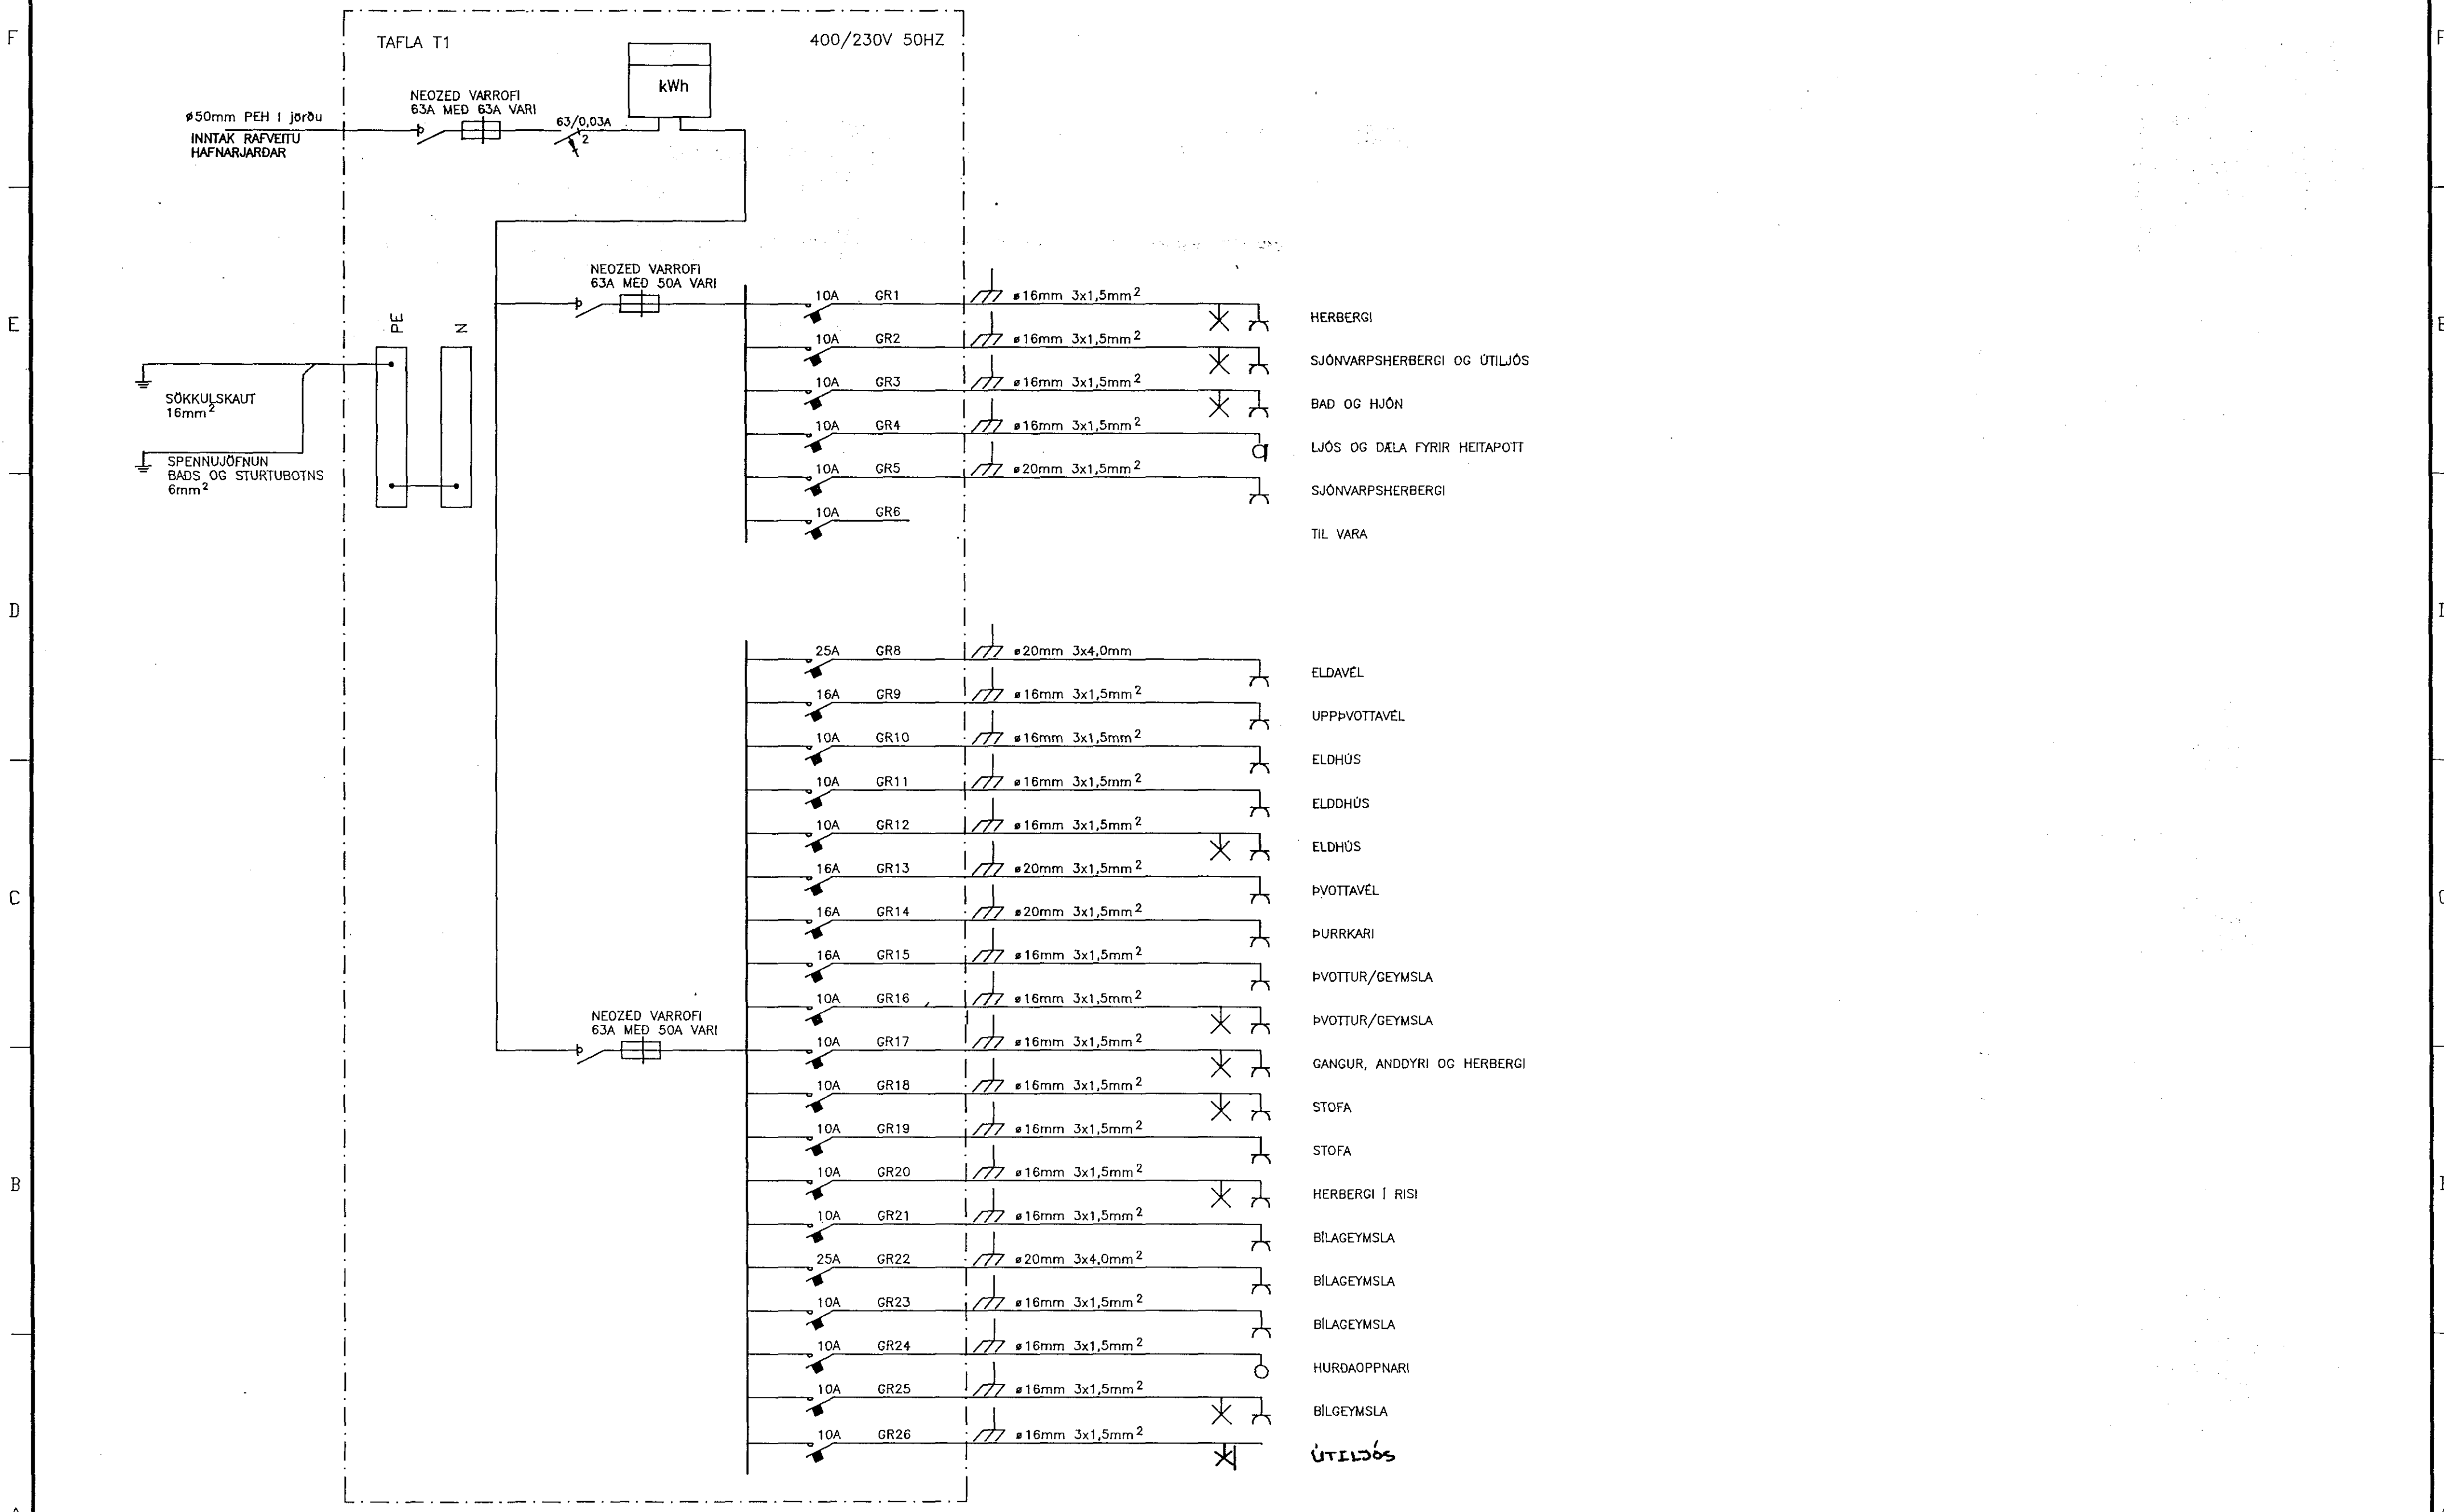 F
F
TAFLA T1
400/230V 50HZ
kWh
NEOZED VARROFI
63A MEÐ 63A VARI
ø50mm PEH Í jörðu
INNTAK RAFVEITU
HAFNARJARÐAR
63/0,03A
2
NEOZED VARROFI
63A MEÐ 50A VARI
10A GR1 ø16mm 3x1,5mm²
HERBERGI
E
PE
N
10A GR2 ø16mm 3x1,5mm²
SJÓNVARPSHERBERGI OG ÚTILJÓS
10A GR3 ø16mm 3x1,5mm²
BAÐ OG HJÓN
SÖKKULSKAUT
16mm²
10A GR4 ø16mm 3x1,5mm²
LJÓS OG DÆLA FYRIR HEITAPOTT
SPENNUJÖFNUN
BAÐS OG STURTUBOTNS
6mm²
10A GR5 ø20mm 3x1,5mm²
SJÓNVARPSHERBERGI
10A GR6
TIL VARA
D
25A GR8 ø20mm 3x4,0mm
ELDAVÉL
16A GR9 ø16mm 3x1,5mm²
UPPÞVOTTAVÉL
10A GR10 ø16mm 3x1,5mm²
ELDHÚS
10A GR11 ø16mm 3x1,5mm²
ELDDHÚS
10A GR12 ø16mm 3x1,5mm²
ELDHÚS
16A GR13 ø20mm 3x1,5mm²
ÞVOTTAVÉL
C
16A GR14 ø20mm 3x1,5mm²
ÞURRKARI
16A GR15 ø16mm 3x1,5mm²
ÞVOTTUR/GEYMSLA
10A GR16 ø16mm 3x1,5mm²
ÞVOTTUR/GEYMSLA
NEOZED VARROFI
63A MEÐ 50A VARI
10A GR17 ø16mm 3x1,5mm²
GANGUR, ANDDYRI OG HERBERGI
10A GR18 ø16mm 3x1,5mm²
STOFA
10A GR19 ø16mm 3x1,5mm²
STOFA
B
10A GR20 ø16mm 3x1,5mm²
HERBERGI Í RISI
10A GR21 ø16mm 3x1,5mm²
BÍLAGEYMSLA
25A GR22 ø20mm 3x4,0mm²
BÍLAGEYMSLA
10A GR23 ø16mm 3x1,5mm²
BÍLAGEYMSLA
10A GR24 ø16mm 3x1,5mm²
HURÐAOPPNARI
10A GR25 ø16mm 3x1,5mm²
BÍLGEYMSLA
10A GR26 ø16mm 3x1,5mm²
ÚTILJÓS